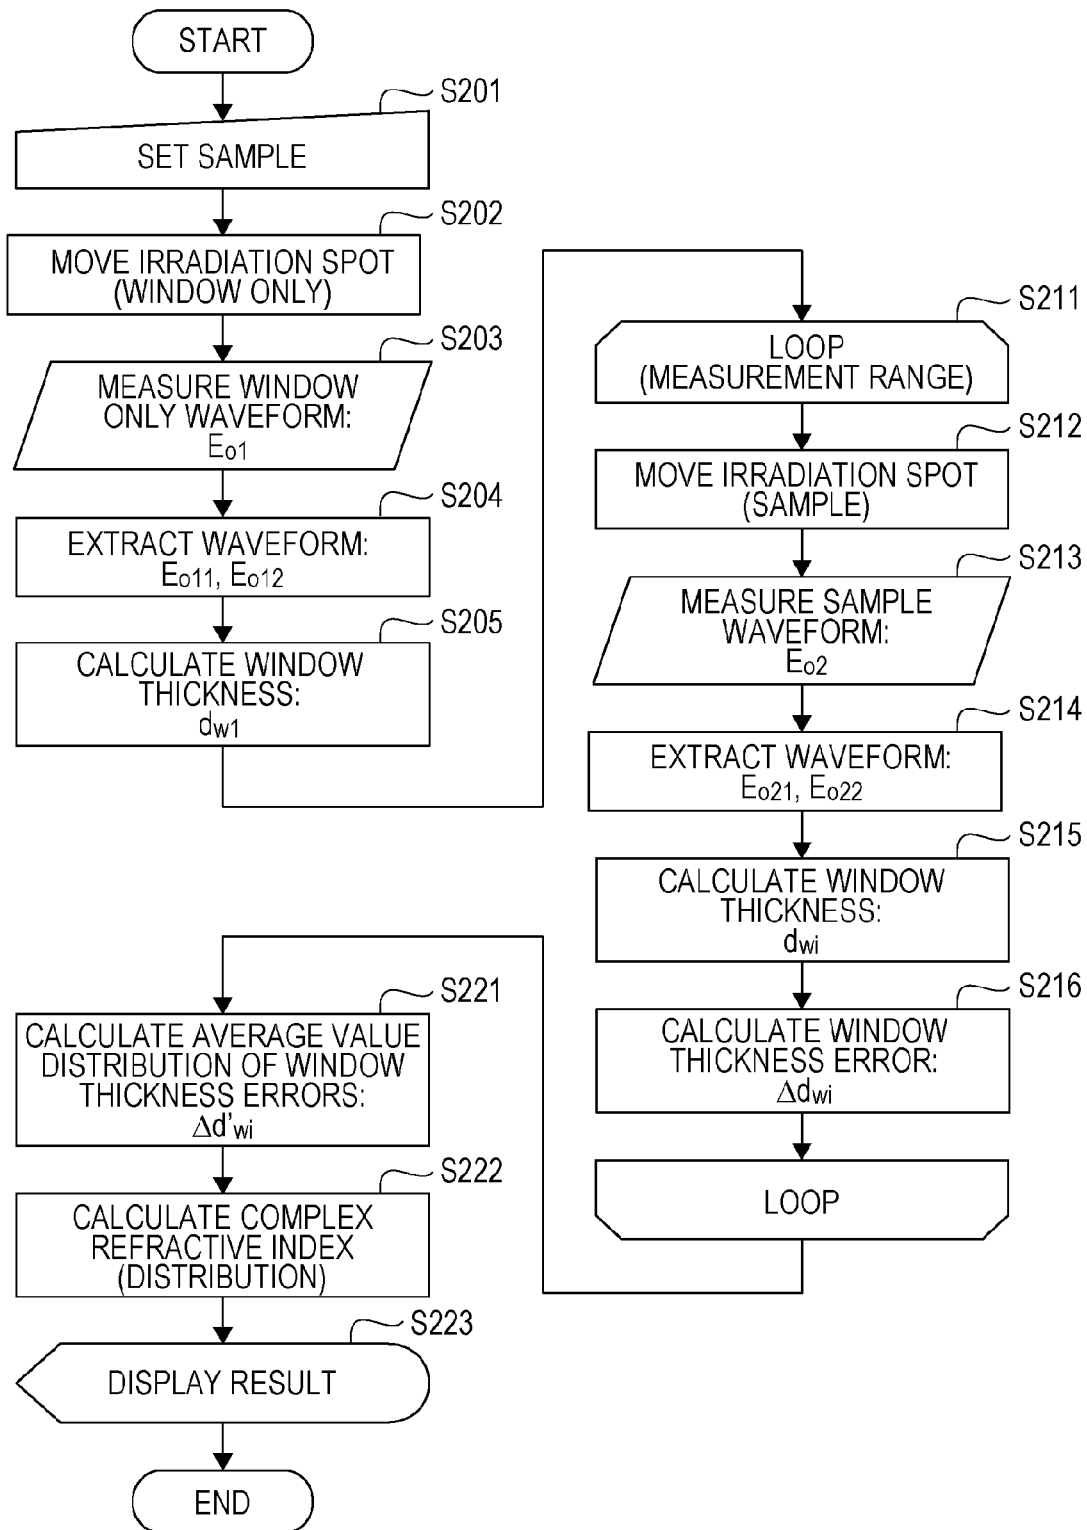 START
S201
SET SAMPLE
S202
MOVE IRRADIATION SPOT
(WINDOW ONLY)
S203
MEASURE WINDOW
ONLY WAVEFORM:
Eo1
S204
EXTRACT WAVEFORM:
Eo11, Eo12
S205
CALCULATE WINDOW
THICKNESS:
dw1
S211
LOOP
(MEASUREMENT RANGE)
S212
MOVE IRRADIATION SPOT
(SAMPLE)
S213
MEASURE SAMPLE
WAVEFORM:
Eo2
S214
EXTRACT WAVEFORM:
Eo21, Eo22
S215
CALCULATE WINDOW
THICKNESS:
dwi
S216
CALCULATE WINDOW
THICKNESS ERROR:
Δdwi
LOOP
S221
CALCULATE AVERAGE VALUE
DISTRIBUTION OF WINDOW
THICKNESS ERRORS:
Δd'wi
S222
CALCULATE COMPLEX
REFRACTIVE INDEX
(DISTRIBUTION)
S223
DISPLAY RESULT
END